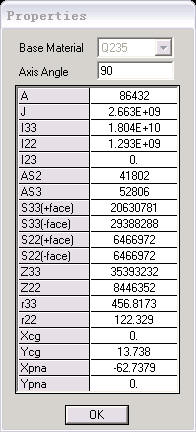 Properties
Base Material Q235
Axis Angle 90
A 86432
J 2.663E+09
I33 1.804E+10
I22 1.293E+09
I23 0.
AS2 41802
AS3 52806
S33(+face) 20630781
S33(-face) 29388288
S22(+face) 6466972
S22(-face) 6466972
Z33 35393232
Z22 8446352
r33 456.8173
r22 122.329
Xcg 0.
Ycg 13.738
Xpna -62.7379
Ypna 0.
OK